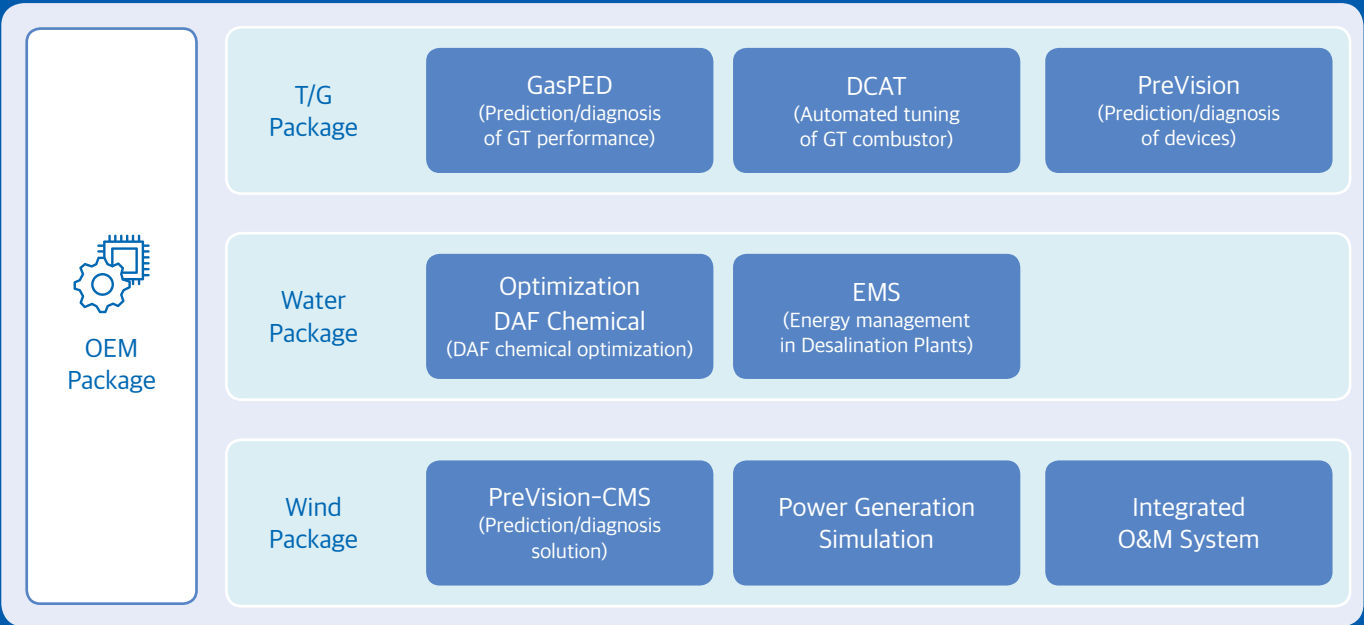 OEM
Package
T/G
Package
GasPED
(Prediction/diagnosis
of GT performance)
DCAT
(Automated tuning
of GT combustor)
PreVision
(Prediction/diagnosis
of devices)
Water
Package
Optimization
DAF Chemical
(DAF chemical optimization)
EMS
(Energy management
in Desalination Plants)
Wind
Package
PreVision-CMS
(Prediction/diagnosis
solution)
Power Generation
Simulation
Integrated
O&M System